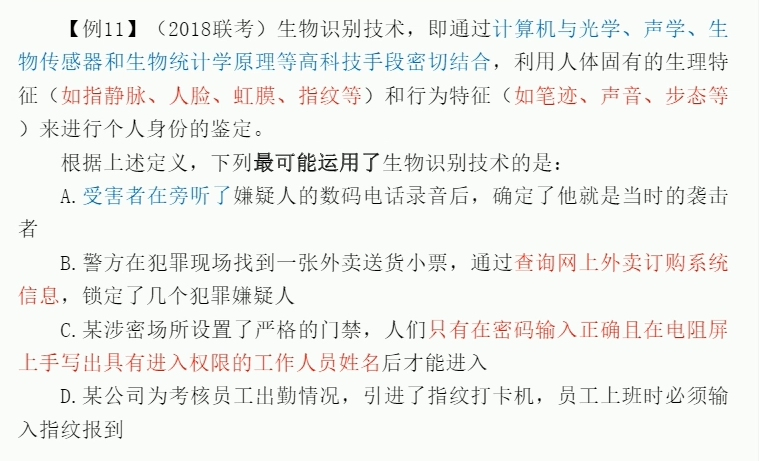 【例11】（2018联考）生物识别技术，即通过计算机与光学、声学、生
物传感器和生物统计学原理等高科技手段密切结合，利用人体固有的生理特
征（如指静脉、人脸、虹膜、指纹等）和行为特征（如笔迹、声音、步态等
）来进行个人身份的鉴定。
根据上述定义，下列最可能运用了生物识别技术的是：
A.受害者在旁听了嫌疑人的数码电话录音后，确定了他就是当时的袭击
者
B.警方在犯罪现场找到一张外卖送货小票，通过查询网上外卖订购系统
信息，锁定了几个犯罪嫌疑人
C.某涉密场所设置了严格的门禁，人们只有在密码输入正确且在电阻屏
上手写出具有进入权限的工作人员姓名后才能进入
D.某公司为考核员工出勤情况，引进了指纹打卡机，员工上班时必须输
入指纹报到